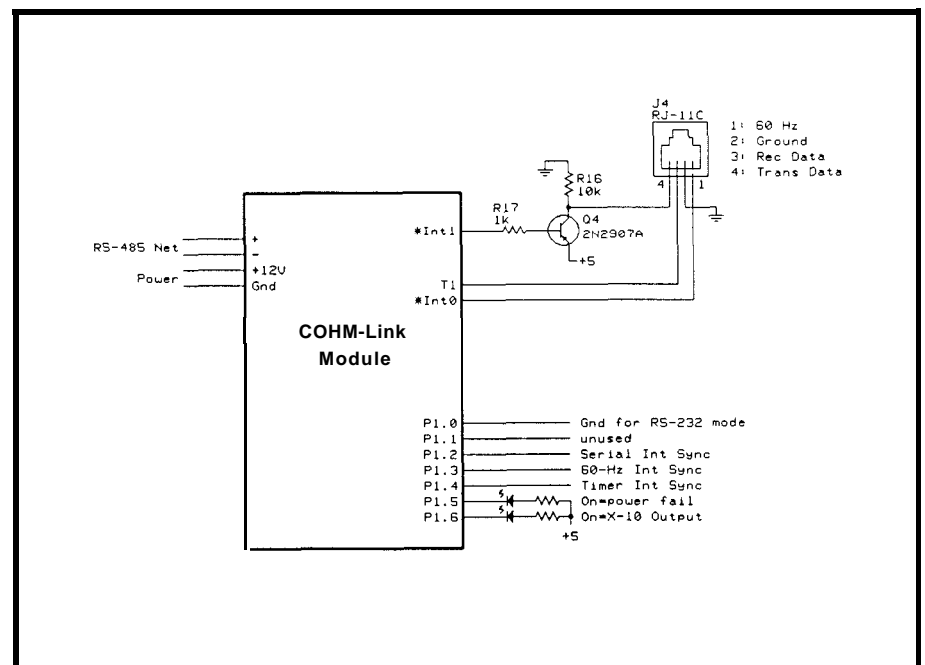 J4
RJ-11C
1: 60 Hz
2: Ground
3: Rec Data
4: Trans Data
4 1
R16
10k
R17
1k
Q4
2N2907A
+5
*Int1
T1
*Int0
RS-485 Net
+
-
Power
+12V
Gnd
COHM-Link
Module
P1.0 Gnd for RS-232 mode
P1.1 unused
P1.2 Serial Int Sync
P1.3 60-Hz Int Sync
P1.4 Timer Int Sync
P1.5 On=power fail
P1.6 On=X-10 Output
+5